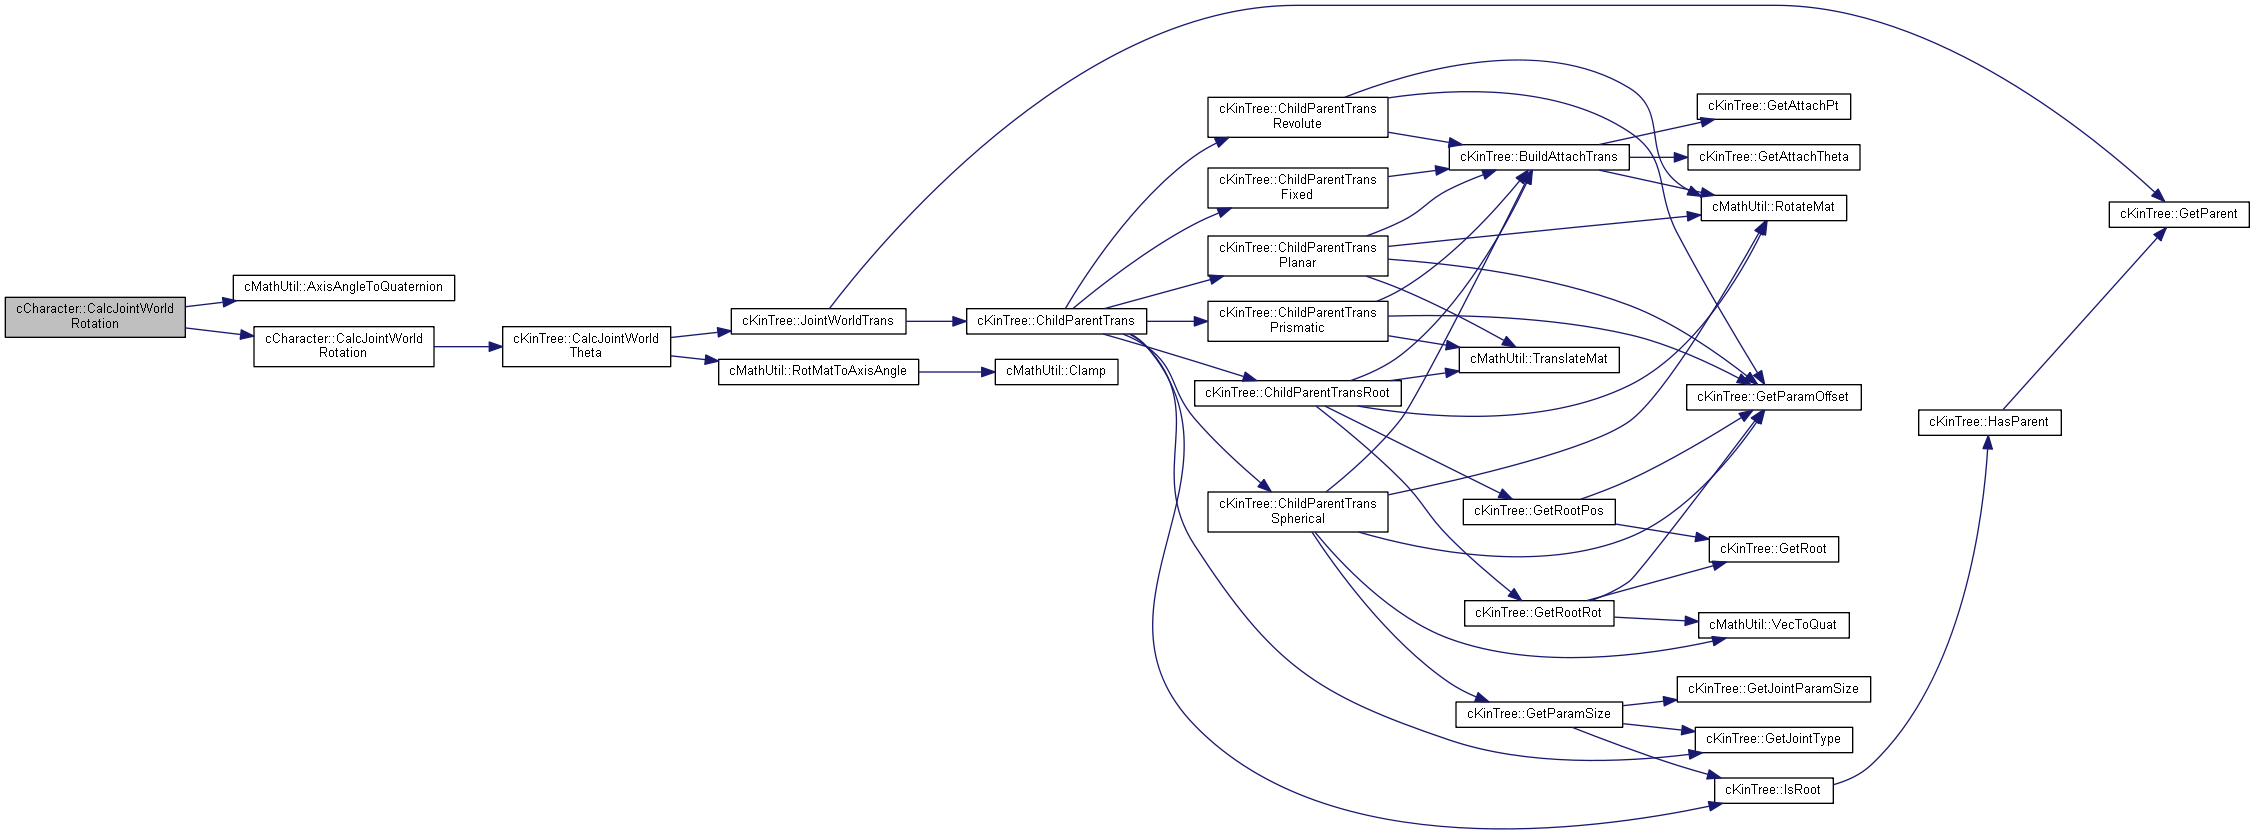 cCharacter::CalcJointWorld
Rotation
cMathUtil::AxisAngleToQuaternion
cCharacter::CalcJointWorld
Rotation
cKinTree::CalcJointWorld
Theta
cKinTree::JointWorldTrans
cMathUtil::RotMatToAxisAngle
cKinTree::ChildParentTrans
cMathUtil::Clamp
cKinTree::ChildParentTrans
Revolute
cKinTree::ChildParentTrans
Fixed
cKinTree::ChildParentTrans
Planar
cKinTree::ChildParentTrans
Prismatic
cKinTree::ChildParentTransRoot
cKinTree::ChildParentTrans
Spherical
cKinTree::BuildAttachTrans
cMathUtil::TranslateMat
cKinTree::GetRootPos
cKinTree::GetRootRot
cKinTree::GetParamSize
cKinTree::GetAttachPt
cKinTree::GetAttachTheta
cMathUtil::RotateMat
cKinTree::GetParamOffset
cKinTree::GetRoot
cMathUtil::VecToQuat
cKinTree::GetJointParamSize
cKinTree::GetJointType
cKinTree::IsRoot
cKinTree::HasParent
cKinTree::GetParent